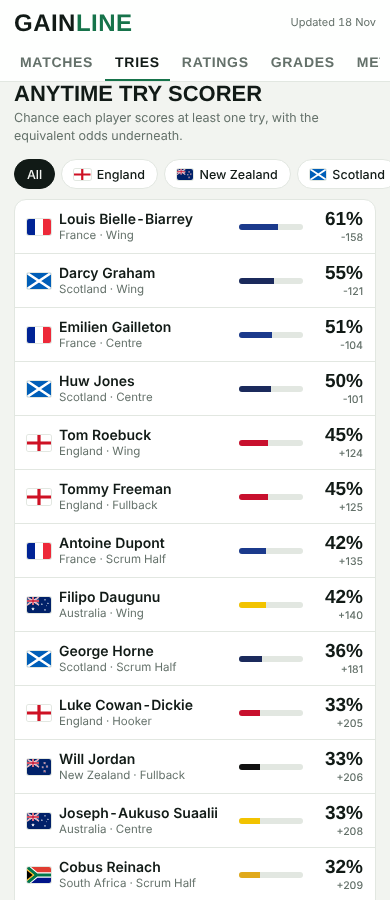 GAINLINE
Updated 18 Nov
MATCHES TRIES RATINGS GRADES
ANYTIME TRY SCORER
Chance each player scores at least one try, with the
equivalent odds underneath.
All England New Zealand Scotland
Louis Bielle-Biarrey 61%
France · Wing -158
Darcy Graham 55%
Scotland · Wing -121
Emilien Gailleton 51%
France · Centre -104
Huw Jones 50%
Scotland · Centre -101
Tom Roebuck 45%
England · Wing +124
Tommy Freeman 45%
England · Fullback +125
Antoine Dupont 42%
France · Scrum Half +135
Filipo Daugunu 42%
Australia · Wing +140
George Horne 36%
Scotland · Scrum Half +181
Luke Cowan-Dickie 33%
England · Hooker +205
Will Jordan 33%
New Zealand · Fullback +206
Joseph-Aukuso Suaalii 33%
Australia · Centre +208
Cobus Reinach 32%
South Africa · Scrum Half +209